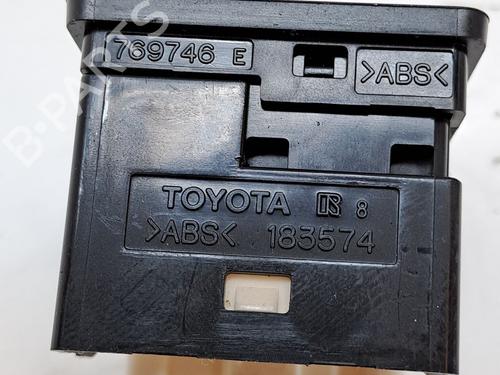 769746 E
>ABS<
TOYOTA 8
>ABS< 183574
B-PARTS